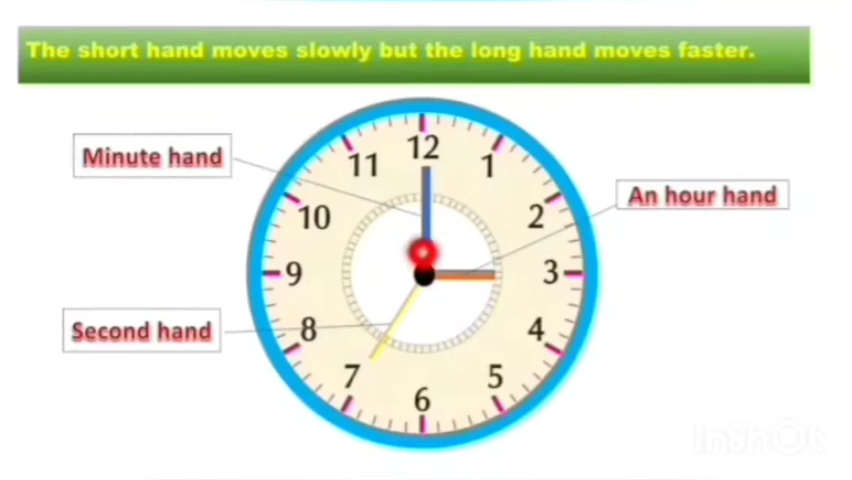 The short hand moves slowly but the long hand moves faster.
Minute hand
An hour hand
Second hand
12
1
2
3
4
5
6
7
8
9
10
11
InShOt